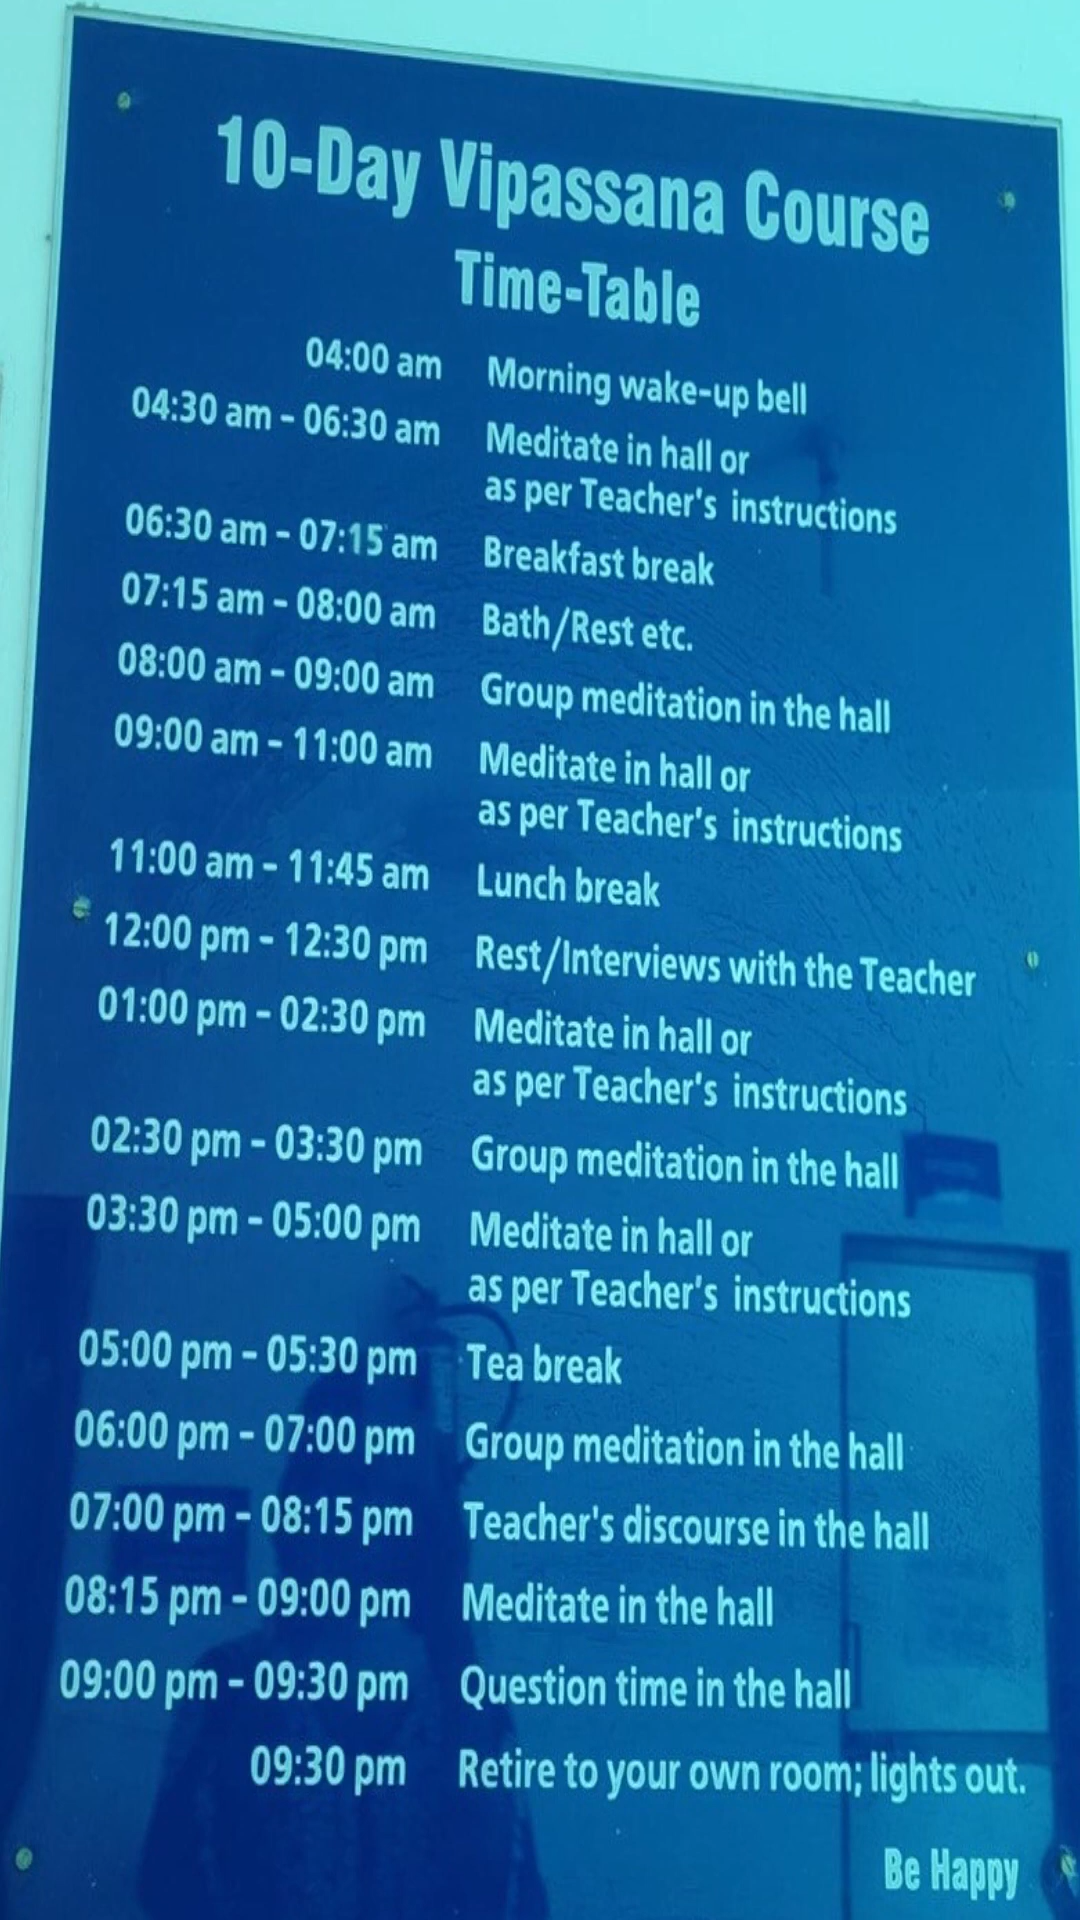 10-Day Vipassana Course
Time-Table
04:00 am Morning wake-up bell
04:30 am - 06:30 am Meditate in hall or
as per Teacher's instructions
06:30 am - 07:15 am Breakfast break
07:15 am - 08:00 am Bath/Rest etc.
08:00 am - 09:00 am Group meditation in the hall
09:00 am - 11:00 am Meditate in hall or
as per Teacher's instructions
11:00 am - 11:45 am Lunch break
12:00 pm - 12:30 pm Rest/Interviews with the Teacher
01:00 pm - 02:30 pm Meditate in hall or
as per Teacher's instructions
02:30 pm - 03:30 pm Group meditation in the hall
03:30 pm - 05:00 pm Meditate in hall or
as per Teacher's instructions
05:00 pm - 05:30 pm Tea break
06:00 pm - 07:00 pm Group meditation in the hall
07:00 pm - 08:15 pm Teacher's discourse in the hall
08:15 pm - 09:00 pm Meditate in the hall
09:00 pm - 09:30 pm Question time in the hall
09:30 pm Retire to your own room; lights out.
Be Happy